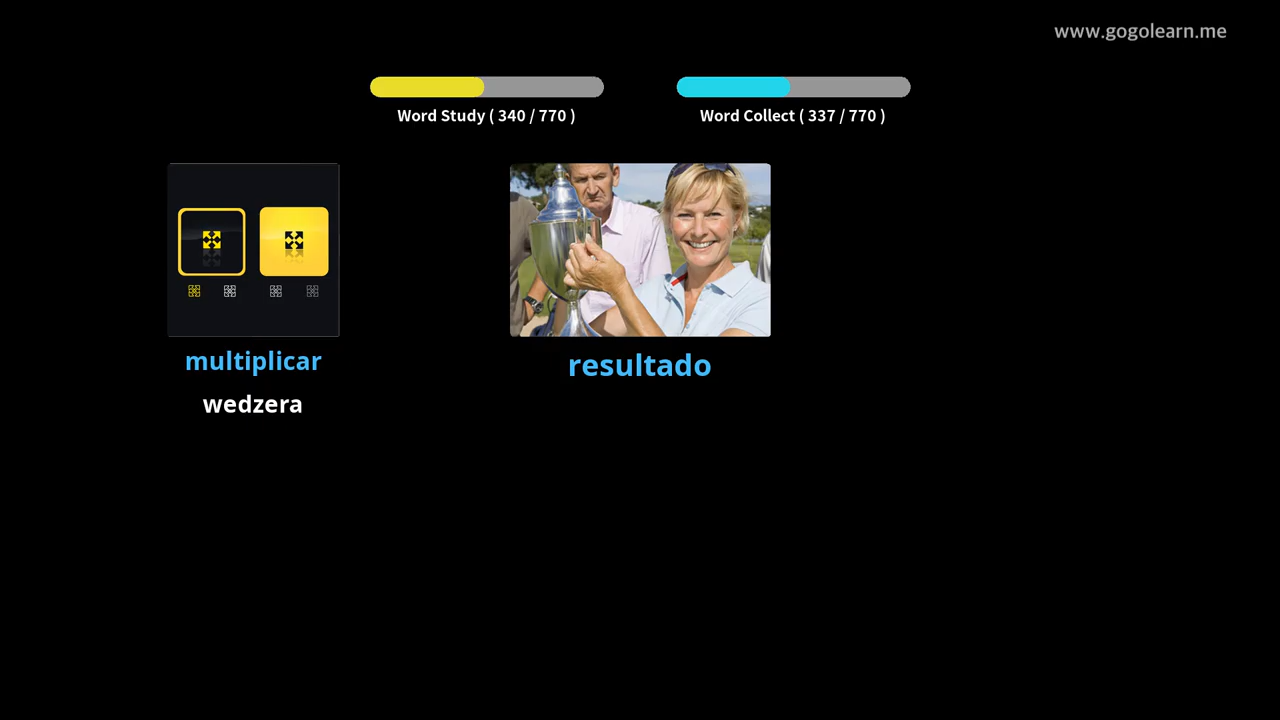 www.gogolearn.me
Word Study ( 340 / 770 )
Word Collect ( 337 / 770 )
multiplicar
wedzera
resultado